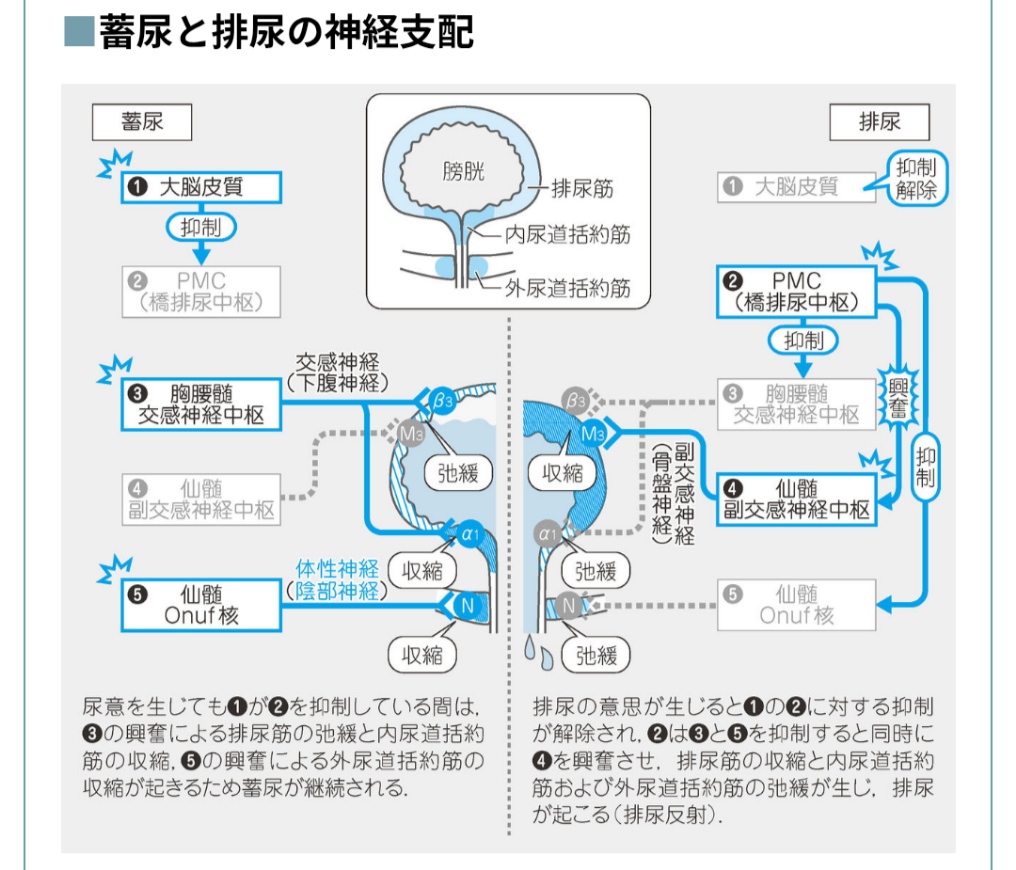 ■蓄尿と排尿の神経支配
蓄尿
❶ 大脳皮質
抑制
❷ PMC
（橋排尿中枢）
❸ 胸腰髄
交感神経中枢
交感神経
（下腹神経）
❹ 仙髄
副交感神経中枢
❺ 仙髄
Onuf核
体性神経
（陰部神経）
β3
M3
弛緩
α1
収縮
N
収縮
膀胱
排尿筋
内尿道括約筋
外尿道括約筋
排尿
❶ 大脳皮質
抑制
解除
❷ PMC
（橋排尿中枢）
抑制
❸ 胸腰髄
交感神経中枢
興奮
抑制
❹ 仙髄
副交感神経中枢
副交感神経
（骨盤神経）
❺ 仙髄
Onuf核
β3
M3
収縮
α1
弛緩
N
弛緩
尿意を生じても❶が❷を抑制している間は，
❸の興奮による排尿筋の弛緩と内尿道括約
筋の収縮，❺の興奮による外尿道括約筋の
収縮が起きるため蓄尿が継続される．
排尿の意思が生じると❶の❷に対する抑制
が解除され，❷は❸と❺を抑制すると同時に
❹を興奮させ，排尿筋の収縮と内尿道括約
筋および外尿道括約筋の弛緩が生じ，排尿
が起こる（排尿反射）．